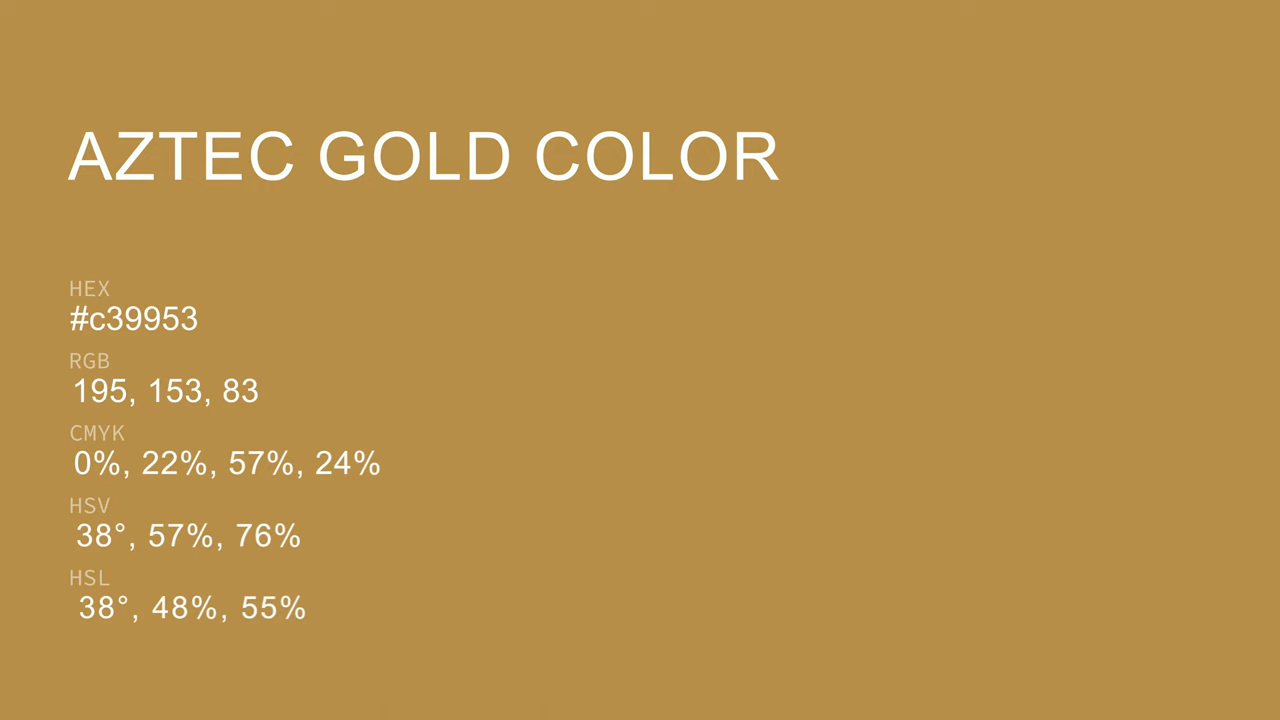 AZTEC GOLD COLOR
HEX
#c39953
RGB
195, 153, 83
CMYK
0%, 22%, 57%, 24%
HSV
38°, 57%, 76%
HSL
38°, 48%, 55%